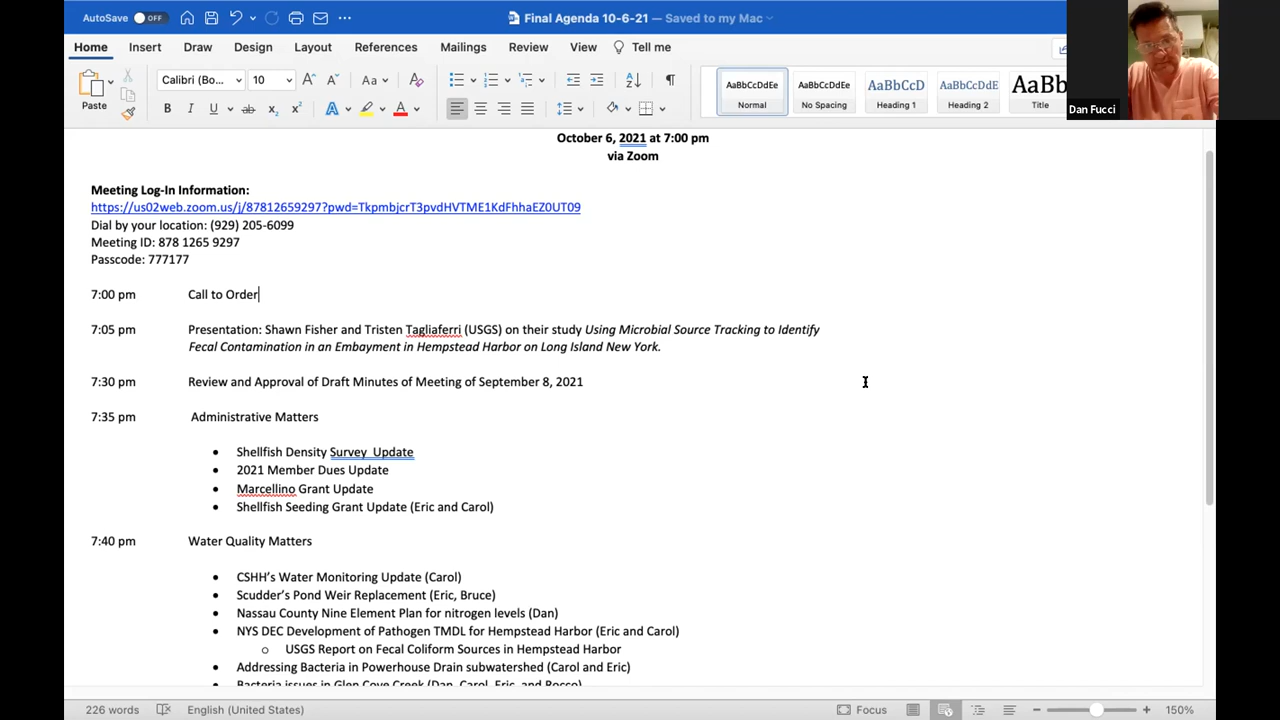 AutoSave OFF
Final Agenda 10-6-21 — Saved to my Mac
Home Insert Draw Design Layout References Mailings Review View Tell me
Paste
Calibri (Bo... 10
AaBbCcDdEe Normal
AaBbCcDdEe No Spacing
AaBbCcD Heading 1
AaBbCcDdE Heading 2
AaBb Title
Dan Fucci
October 6, 2021 at 7:00 pm
via Zoom
Meeting Log-In Information:
https://us02web.zoom.us/j/87812659297?pwd=TkpmbjcrT3pvdHVTME1KdFhhaEZ0UT09
Dial by your location: (929) 205-6099
Meeting ID: 878 1265 9297
Passcode: 777177
7:00 pm Call to Order
7:05 pm Presentation: Shawn Fisher and Tristen Tagliaferri (USGS) on their study Using Microbial Source Tracking to Identify
Fecal Contamination in an Embayment in Hempstead Harbor on Long Island New York.
7:30 pm Review and Approval of Draft Minutes of Meeting of September 8, 2021
7:35 pm Administrative Matters
• Shellfish Density Survey Update
• 2021 Member Dues Update
• Marcellino Grant Update
• Shellfish Seeding Grant Update (Eric and Carol)
7:40 pm Water Quality Matters
• CSHH's Water Monitoring Update (Carol)
• Scudder's Pond Weir Replacement (Eric, Bruce)
• Nassau County Nine Element Plan for nitrogen levels (Dan)
• NYS DEC Development of Pathogen TMDL for Hempstead Harbor (Eric and Carol)
o USGS Report on Fecal Coliform Sources in Hempstead Harbor
• Addressing Bacteria in Powerhouse Drain subwatershed (Carol and Eric)
• Bacteria issues in Glen Cove Creek (Dan, Carol, Eric, and Rocco)
226 words English (United States) Focus 150%